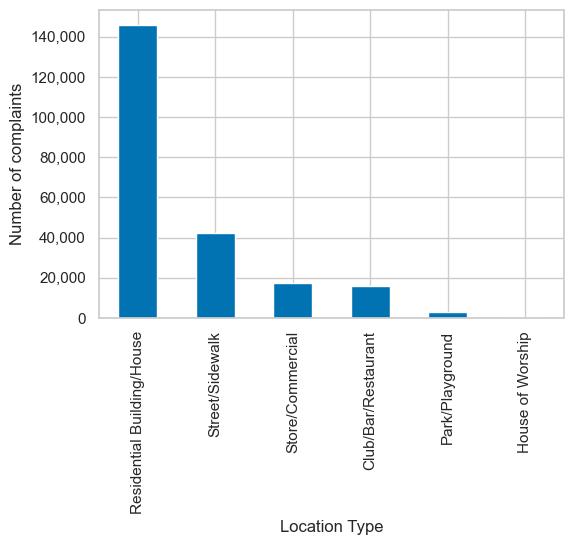 Number of complaints
140,000
120,000
100,000
80,000
60,000
40,000
20,000
0
Residential Building/House
Street/Sidewalk
Store/Commercial
Club/Bar/Restaurant
Park/Playground
House of Worship
Location Type